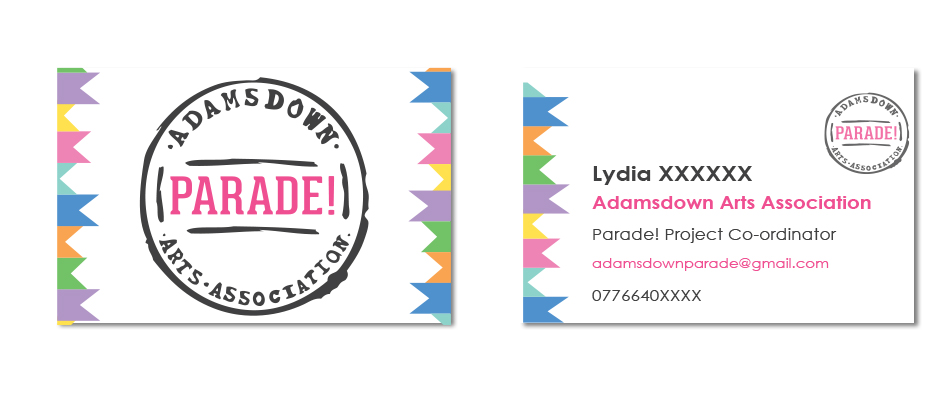 ·ADAMSDOWN·
PARADE!
·ARTS·ASSOCIATION·
·ADAMSDOWN·
PARADE!
ARTS·ASSOCIATION
Lydia XXXXXX
Adamsdown Arts Association
Parade! Project Co-ordinator
adamsdownparade@gmail.com
0776640XXXX